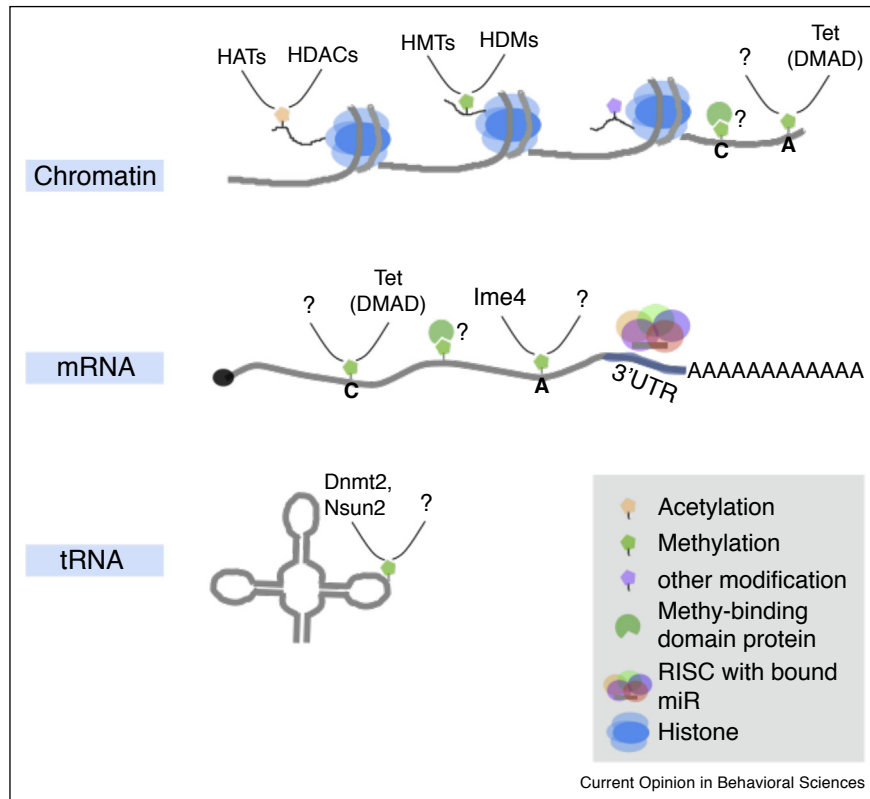 HATs HDACs
HMTs HDMs
? Tet
(DMAD)
?
C A
Chromatin
? Tet
(DMAD)
?
Ime4 ?
mRNA
C A
3'UTR
AAAAAAAAAAAA
Dnmt2,
Nsun2 ?
tRNA
Acetylation
Methylation
other modification
Methy-binding
domain protein
RISC with bound
miR
Histone
Current Opinion in Behavioral Sciences